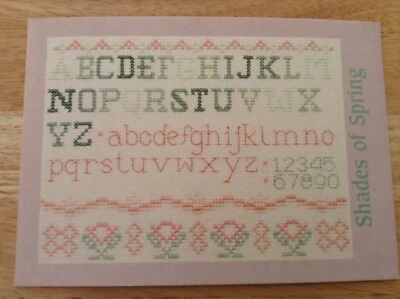 ABCDEFGHIJKLM
NOPQRSTUVWX
YZ abcdefghijklmno
pqrstuvwxyz 12345
67890
Shades of Spring